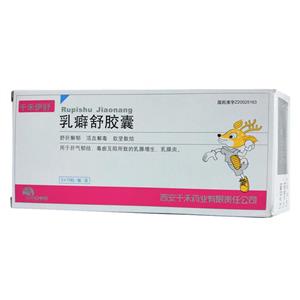 千禾伊舒
国药准字Z20025163
Rupishu Jiaonang
乳癖舒胶囊
舒肝解郁 活血解毒 软坚散结
用于肝气郁结、毒瘀互阻所致的乳腺增生、乳腺炎。
西安千禾药业有限责任公司